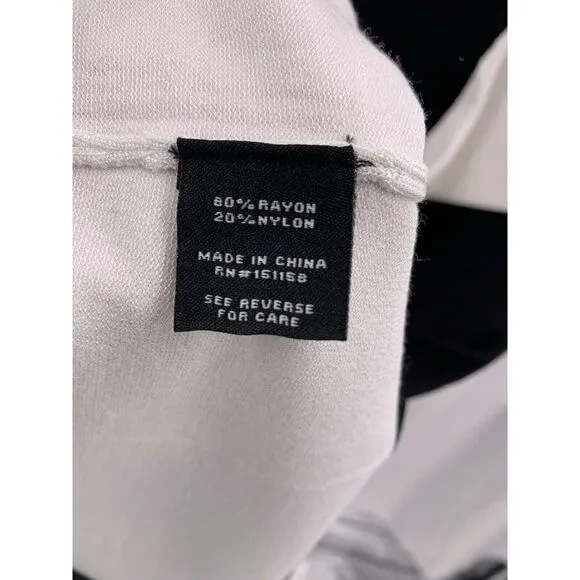 80% RAYON
20% NYLON
MADE IN CHINA
RN#151158
SEE REVERSE
FOR CARE